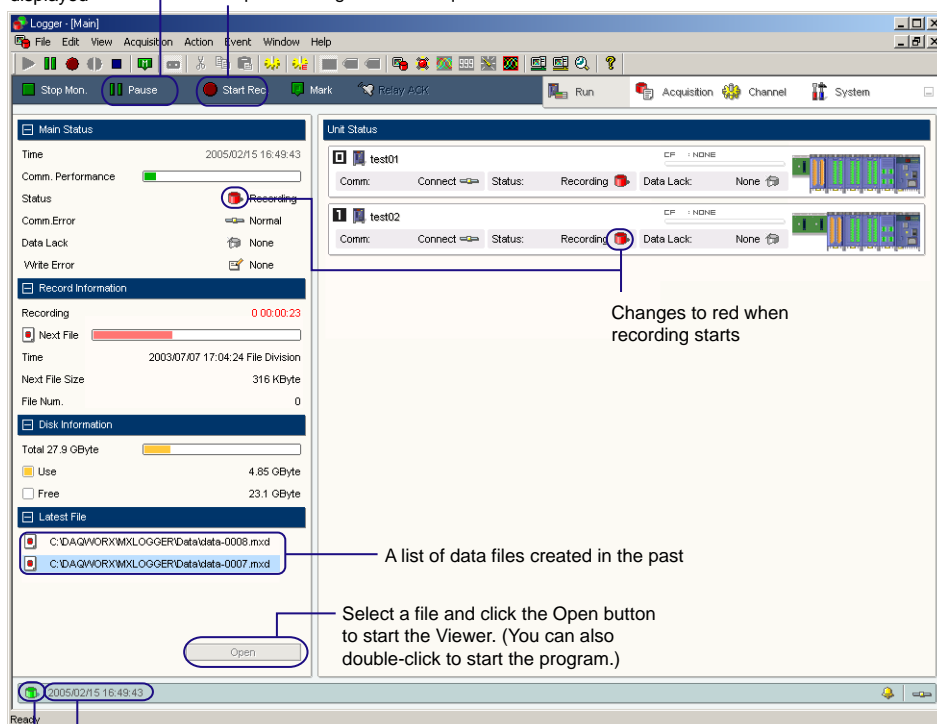 Logger - [Main]
File Edit View Acquisition Action Event Window Help
Stop Mon. Pause Start Rec. Mark Relay ACK Run Acquisition Channel System
Main Status
Time 2005/02/15 16:49:43
Comm. Performance
Status Recording
Comm.Error Normal
Data Lack None
Write Error None
Record Information
Recording 0 00:00:23
Next File
Time 2003/07/07 17:04:24 File Division
Next File Size 316 KByte
File Num. 0
Disk Information
Total 27.9 GByte
Use 4.85 GByte
Free 23.1 GByte
Latest File
C:\DAQWORX\MXLOGGER\Data\data-0008.mxd
C:\DAQWORX\MXLOGGER\Data\data-0007.mxd
Open
Unit Status
0 test01 CF : NONE
Comm: Connect Status: Recording Data Lack: None
1 test02 CF : NONE
Comm: Connect Status: Recording Data Lack: None
Changes to red when
recording starts
A list of data files created in the past
Select a file and click the Open button
to start the Viewer. (You can also
double-click to start the program.)
2005/02/15 16:49:43
Ready